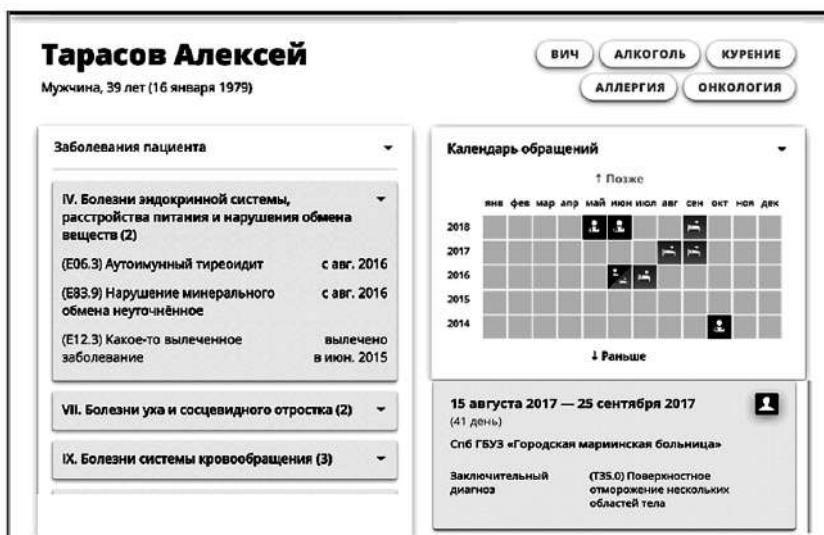 Тарасов Алексей
Мужчина, 39 лет (16 января 1979)
ВИЧ
АЛКОГОЛЬ
КУРЕНИЕ
АЛЛЕРГИЯ
ОНКОЛОГИЯ
Заболевания пациента
IV. Болезни эндокринной системы,
расстройства питания и нарушения обмена
веществ (2)
(E06.3) Аутоимунный тиреоидит с авг. 2016
(E83.9) Нарушение минерального с авг. 2016
обмена неуточнённое
(E12.3) Какое-то вылеченное вылечено
заболевание в июн. 2015
VII. Болезни уха и сосцевидного отростка (2)
IX. Болезни системы кровообращения (3)
Календарь обращений
↑ Позже
янв фев мар апр май июн июл авг сен окт ноя дек
2018
2017
2016
2015
2014
↓ Раньше
15 августа 2017 — 25 сентября 2017
(41 день)
Спб ГБУЗ «Городская мариинская больница»
Заключительный (T35.0) Поверхностное
диагноз отморожение нескольких
областей тела